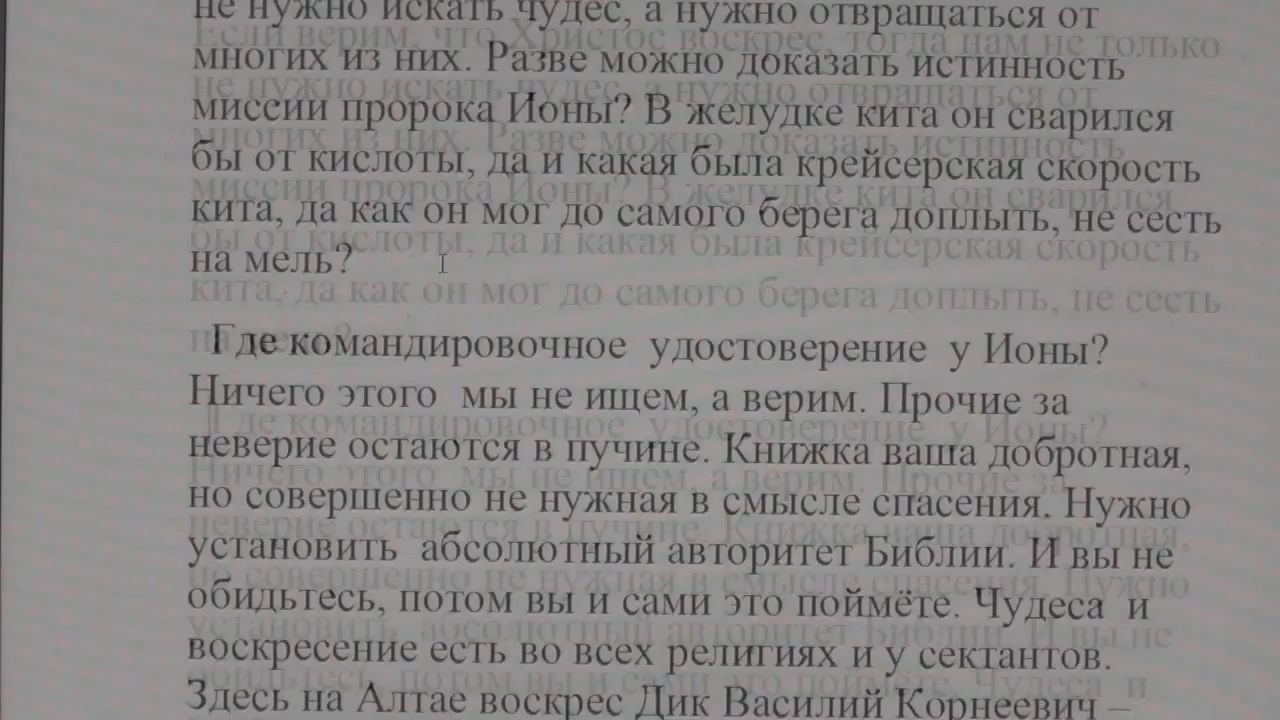 не нужно искать чудес, а нужно отвращаться от
многих из них. Разве можно доказать истинность
миссии пророка Ионы? В желудке кита он сварился
бы от кислоты, да и какая была крейсерская скорость
кита, да как он мог до самого берега доплыть, не сесть
на мель?
Где командировочное удостоверение у Ионы?
Ничего этого мы не ищем, а верим. Прочие за
неверие остаются в пучине. Книжка ваша добротная,
но совершенно не нужная в смысле спасения. Нужно
установить абсолютный авторитет Библии. И вы не
обидьтесь, потом вы и сами это поймёте. Чудеса и
воскресение есть во всех религиях и у сектантов.
Здесь на Алтае воскрес Дик Василий Корнеевич –